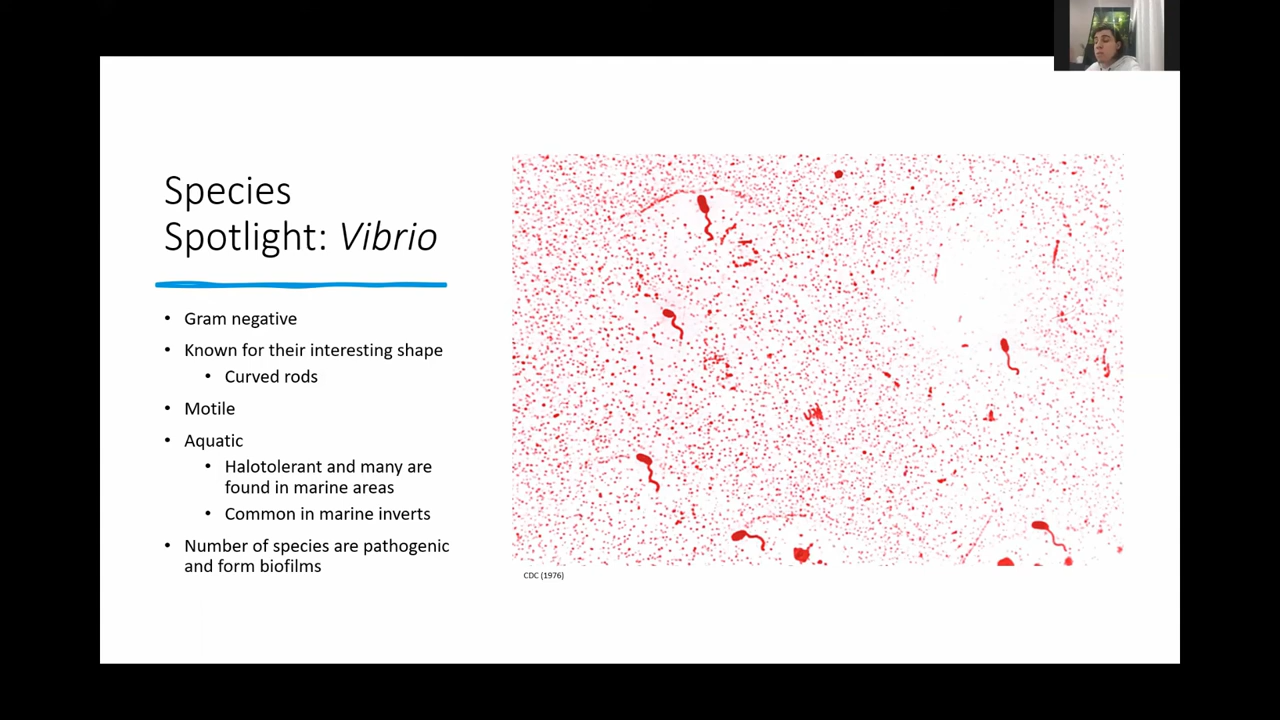 Species
Spotlight: Vibrio
• Gram negative
• Known for their interesting shape
• Curved rods
• Motile
• Aquatic
• Halotolerant and many are
found in marine areas
• Common in marine inverts
• Number of species are pathogenic
and form biofilms
CDC (1976)